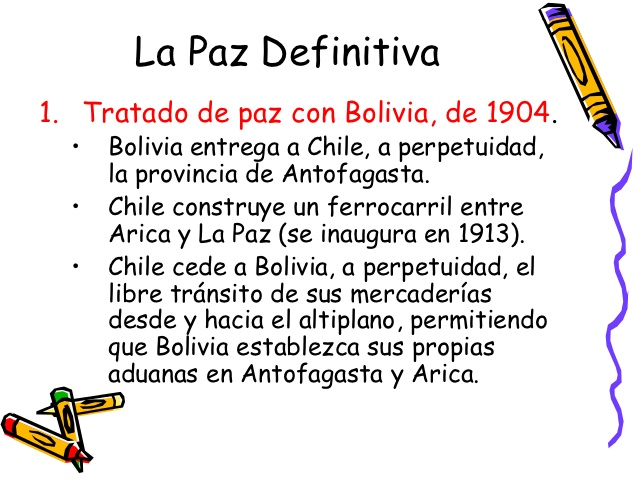 La Paz Definitiva
1. Tratado de paz con Bolivia, de 1904.
• Bolivia entrega a Chile, a perpetuidad,
la provincia de Antofagasta.
• Chile construye un ferrocarril entre
Arica y La Paz (se inaugura en 1913).
• Chile cede a Bolivia, a perpetuidad, el
libre tránsito de sus mercaderías
desde y hacia el altiplano, permitiendo
que Bolivia establezca sus propias
aduanas en Antofagasta y Arica.